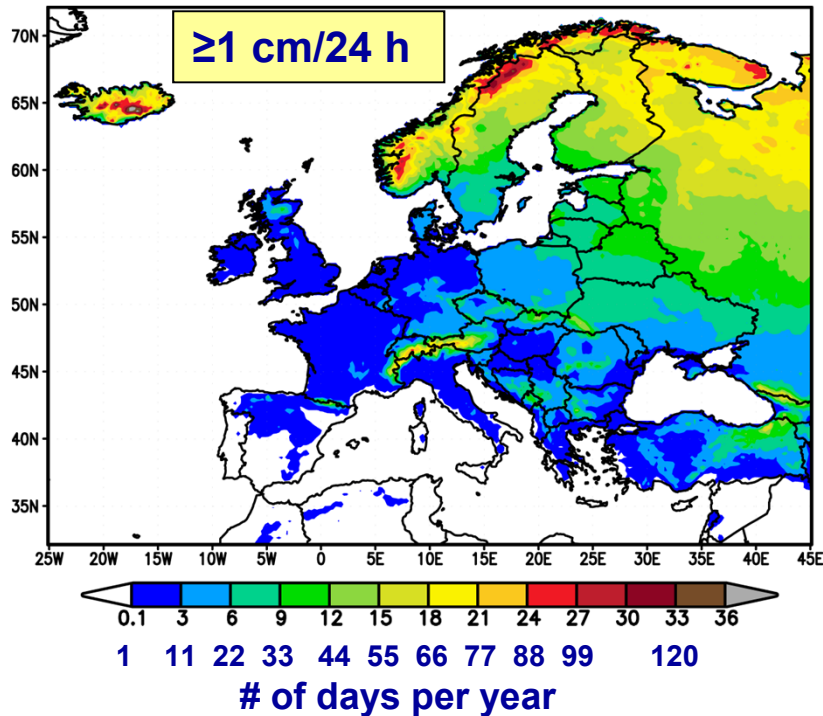 ≥1 cm/24 h
70N
65N
60N
55N
50N
45N
40N
35N
25W 20W 15W 10W 5W 0 5E 10E 15E 20E 25E 30E 35E 40E 45E
0.1 3 6 9 12 15 18 21 24 27 30 33 36
1 11 22 33 44 55 66 77 88 99 120
# of days per year